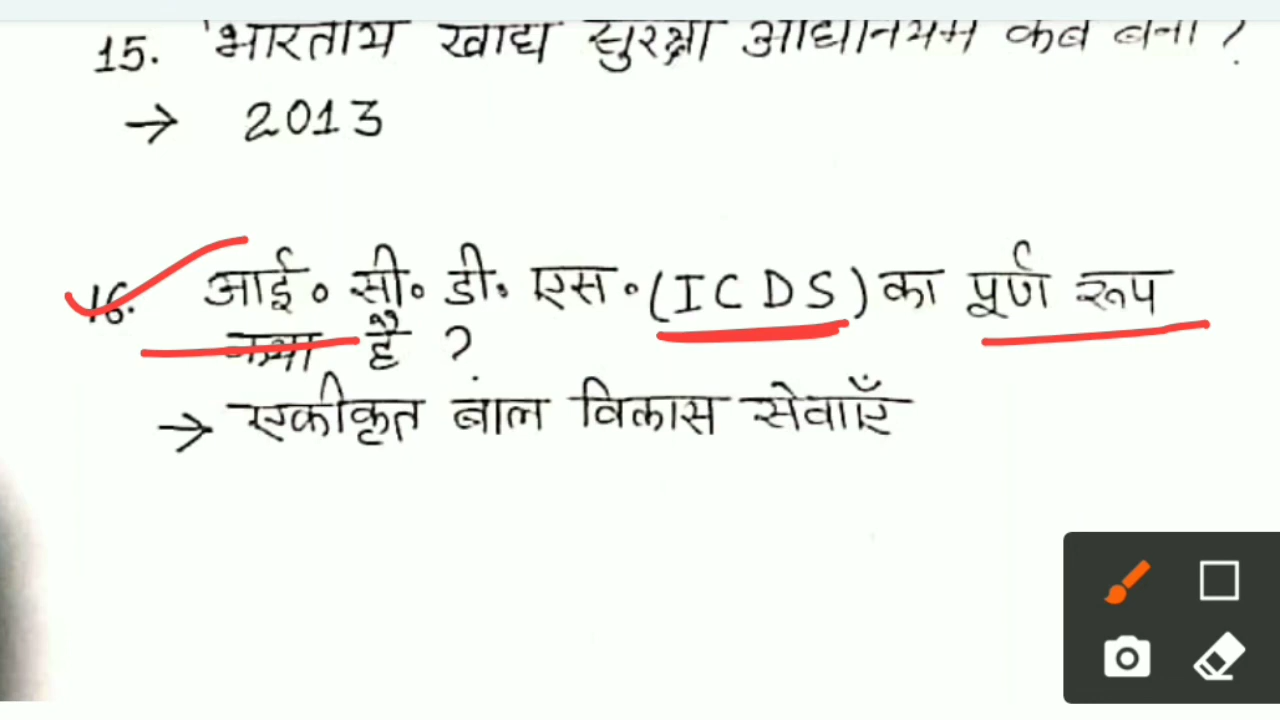 15. 'भारतीय खाद्य सुरक्षा अधिनियम कब बना ?
→ 2013
16. आई॰ सी॰ डी॰ एस॰ (ICDS) का पूर्ण रूप
क्या है ?
→ एकीकृत बाल विकास सेवाएँ